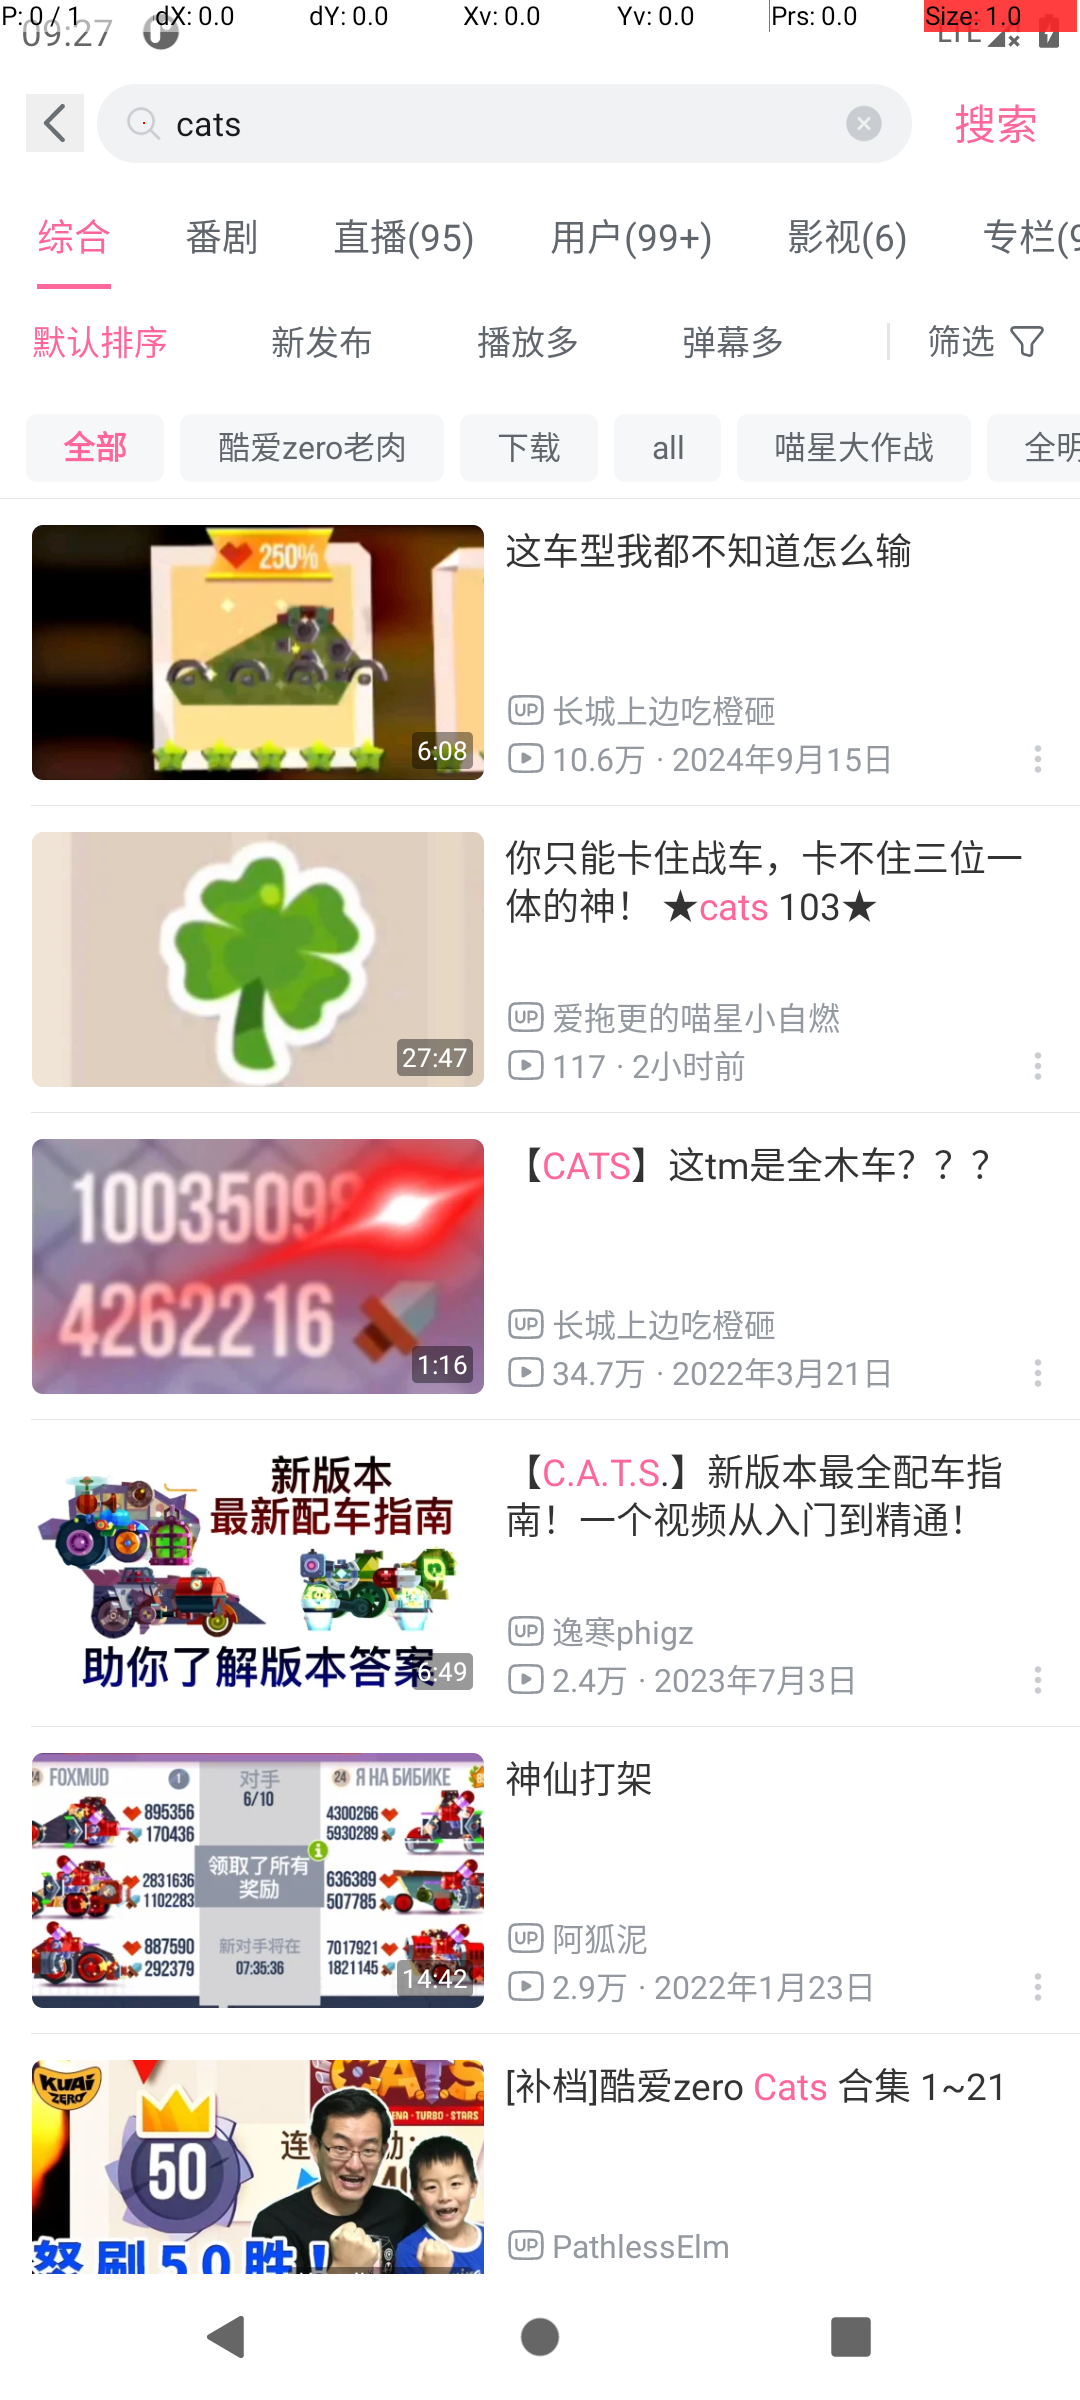 P: 0 / 1 dX: 0.0 dY: 0.0 Xv: 0.0 Yv: 0.0 Prs: 0.0 Size: 1.0
09:27 LTE
cats 搜索
综合 番剧 直播(95) 用户(99+) 影视(6) 专栏(9
默认排序 新发布 播放多 弹幕多 筛选
全部 酷爱zero老肉 下载 all 喵星大作战 全明
250%
6:08
这车型我都不知道怎么输
UP 长城上边吃橙砸
10.6万 · 2024年9月15日
27:47
你只能卡住战车，卡不住三位一
体的神！ ★cats 103★
UP 爱拖更的喵星小自燃
117 · 2小时前
4262216
1:16
【CATS】这tm是全木车？？？
UP 长城上边吃橙砸
34.7万 · 2022年3月21日
新版本
最新配车指南
助你了解版本答案
6:49
【C.A.T.S.】新版本最全配车指
南！一个视频从入门到精通！
UP 逸寒phigz
2.4万 · 2023年7月3日
24 FOXMUD 1 对手 24 Я НА БИБИКЕ
6/10
895356 4300266
170436 5930289
领取了所有
奖励
2831636 636389
1102283 507785
887590 新对手将在 7017921
292379 07:35:36 1821145
14:42
神仙打架
UP 阿狐泥
2.9万 · 2022年1月23日
KUAI
ZERO
CATS
ENA · TURBO · STARS
50
连
怒刷50胜！
[补档]酷爱zero Cats 合集 1~21
UP PathlessElm